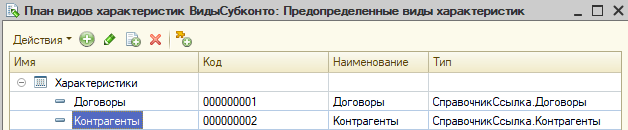 План видов характеристик ВидыСубконто: Предопределенные виды характеристик
Действия
Имя Код Наименование Тип
Характеристики
Договоры 000000001 Договоры СправочникСсылка.Договоры
Контрагенты 000000002 Контрагенты СправочникСсылка.Контрагенты